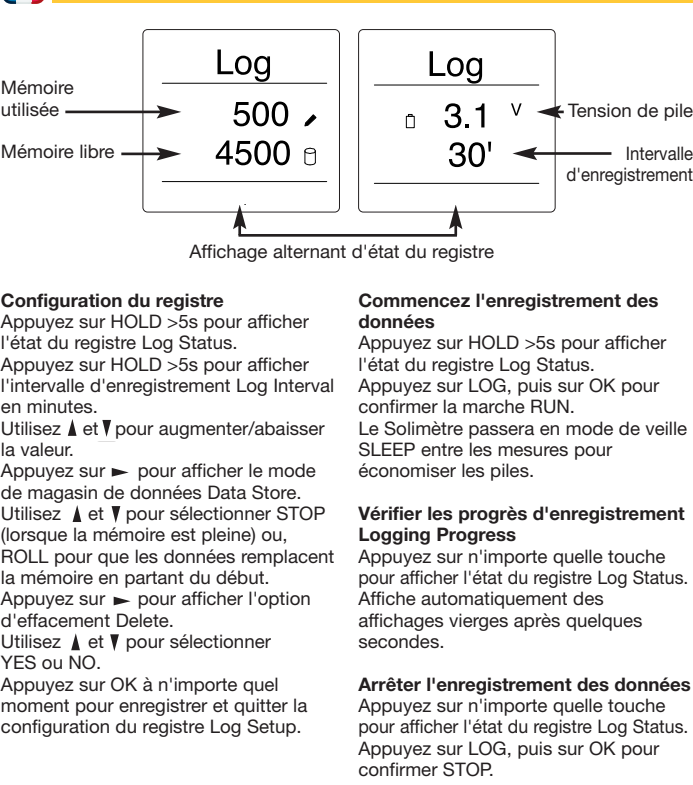 Log
500
4500
Log
3.1 V
30'
Mémoire
utilisée
Mémoire libre
Tension de pile
Intervalle
d'enregistrement
Affichage alternant d'état du registre
Configuration du registre
Appuyez sur HOLD >5s pour afficher
l'état du registre Log Status.
Appuyez sur HOLD >5s pour afficher
l'intervalle d'enregistrement Log Interval
en minutes.
Utilisez ▲ et ▼ pour augmenter/abaisser
la valeur.
Appuyez sur ► pour afficher le mode
de magasin de données Data Store.
Utilisez ▲ et ▼ pour sélectionner STOP
(lorsque la mémoire est pleine) ou,
ROLL pour que les données remplacent
la mémoire en partant du début.
Appuyez sur ► pour afficher l'option
d'effacement Delete.
Utilisez ▲ et ▼ pour sélectionner
YES ou NO.
Appuyez sur OK à n'importe quel
moment pour enregistrer et quitter la
configuration du registre Log Setup.
Commencez l'enregistrement des
données
Appuyez sur HOLD >5s pour afficher
l'état du registre Log Status.
Appuyez sur LOG, puis sur OK pour
confirmer la marche RUN.
Le Solimètre passera en mode de veille
SLEEP entre les mesures pour
économiser les piles.
Vérifier les progrès d'enregistrement
Logging Progress
Appuyez sur n'importe quelle touche
pour afficher l'état du registre Log Status.
Affiche automatiquement des
affichages vierges après quelques
secondes.
Arrêter l'enregistrement des données
Appuyez sur n'importe quelle touche
pour afficher l'état du registre Log Status.
Appuyez sur LOG, puis sur OK pour
confirmer STOP.